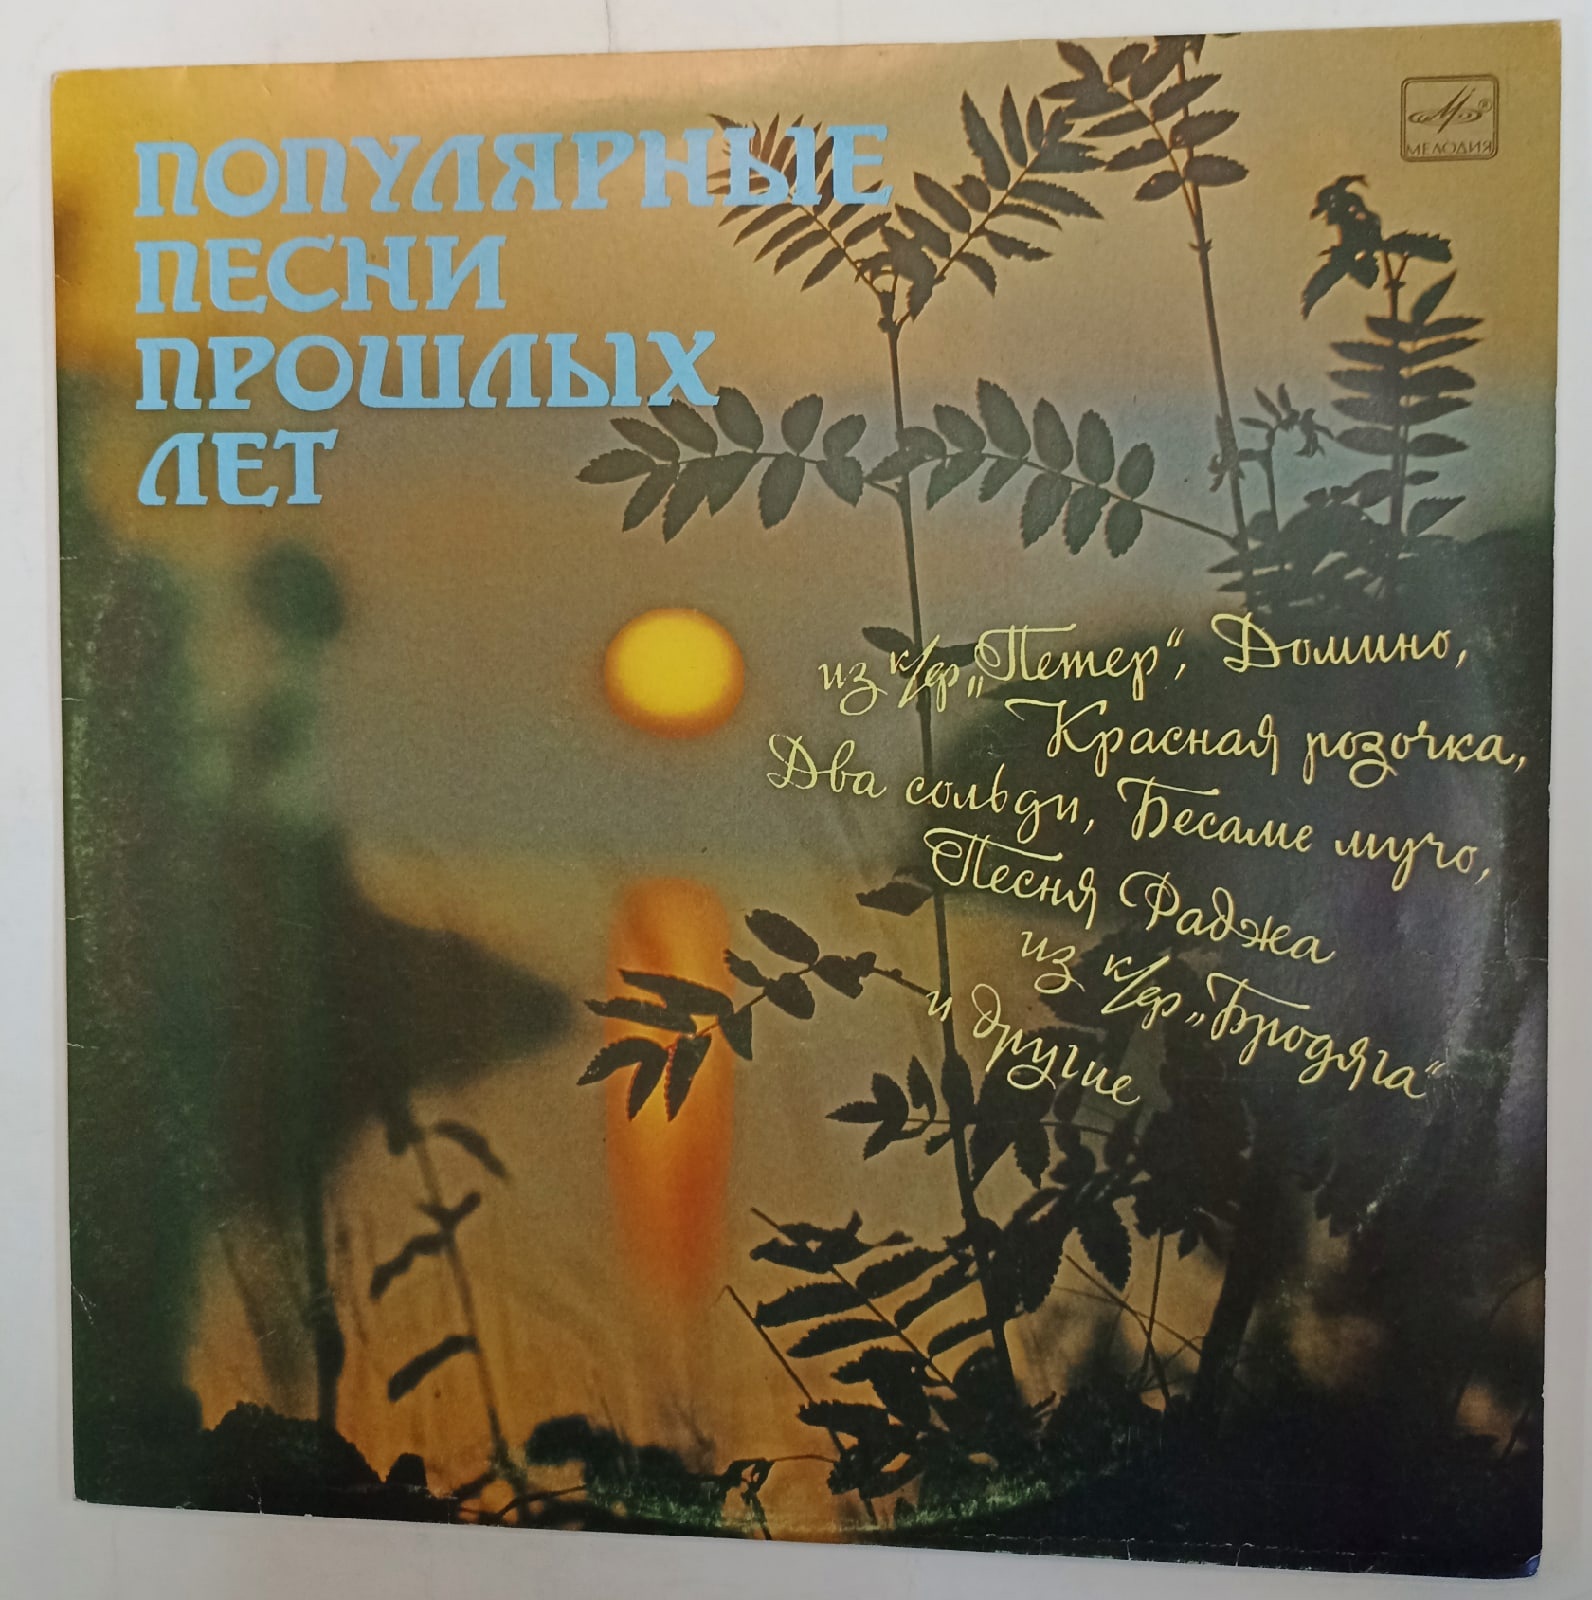 ПОПУЛЯРНЫЕ
ПЕСНИ
ПРОШЛЫХ
ЛЕТ
МЕЛОДИЯ
из к/ф „Петер“, Домино,
Красная розочка,
Два сольди, Бесаме мучо,
Песня Раджа
из к/ф „Бродяга“
и другие